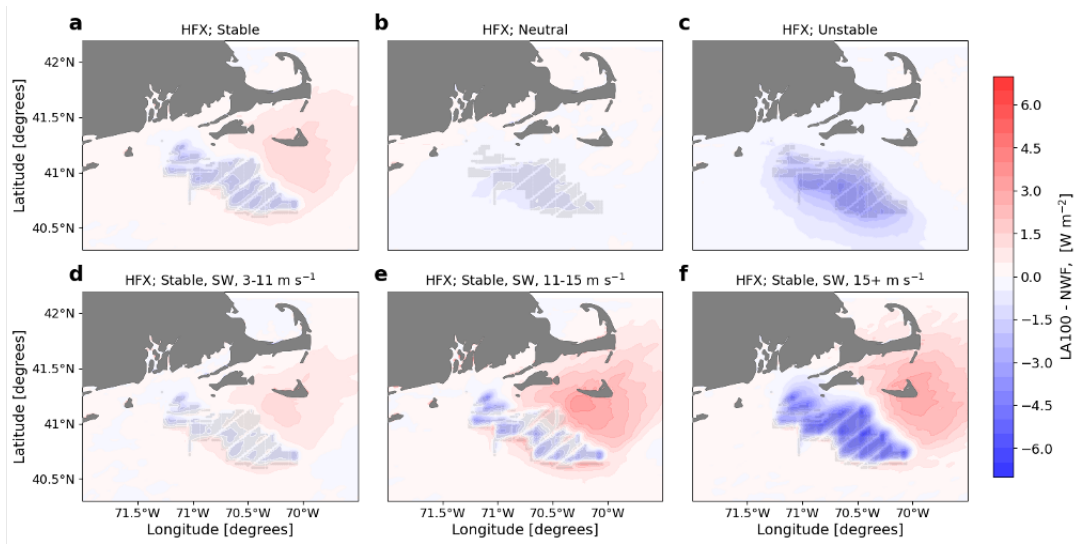 a b c
HFX; Stable HFX; Neutral HFX; Unstable
42°N
41.5°N
41°N
40.5°N
Latitude [degrees]
d e f
HFX; Stable, SW, 3-11 m s⁻¹ HFX; Stable, SW, 11-15 m s⁻¹ HFX; Stable, SW, 15+ m s⁻¹
42°N
41.5°N
41°N
40.5°N
Latitude [degrees]
71.5°W 71°W 70.5°W 70°W 71.5°W 71°W 70.5°W 70°W 71.5°W 71°W 70.5°W 70°W
Longitude [degrees] Longitude [degrees] Longitude [degrees]
6.0
4.5
3.0
1.5
0.0
−1.5
−3.0
−4.5
−6.0
LA100 - NWF, [W m⁻²]